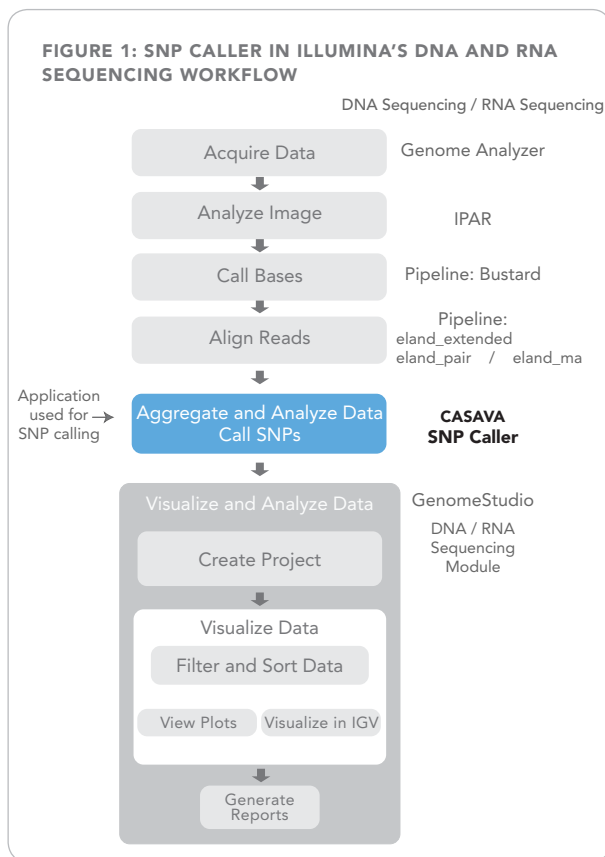 FIGURE 1: SNP CALLER IN ILLUMINA'S DNA AND RNA
SEQUENCING WORKFLOW
DNA Sequencing / RNA Sequencing
Acquire Data
Genome Analyzer
Analyze Image
IPAR
Call Bases
Pipeline: Bustard
Align Reads
Pipeline:
eland_extended
eland_pair / eland_ma
Application
used for
SNP calling
Aggregate and Analyze Data
Call SNPs
CASAVA
SNP Caller
Visualize and Analyze Data
GenomeStudio
DNA / RNA
Sequencing
Module
Create Project
Visualize Data
Filter and Sort Data
View Plots
Visualize in IGV
Generate
Reports